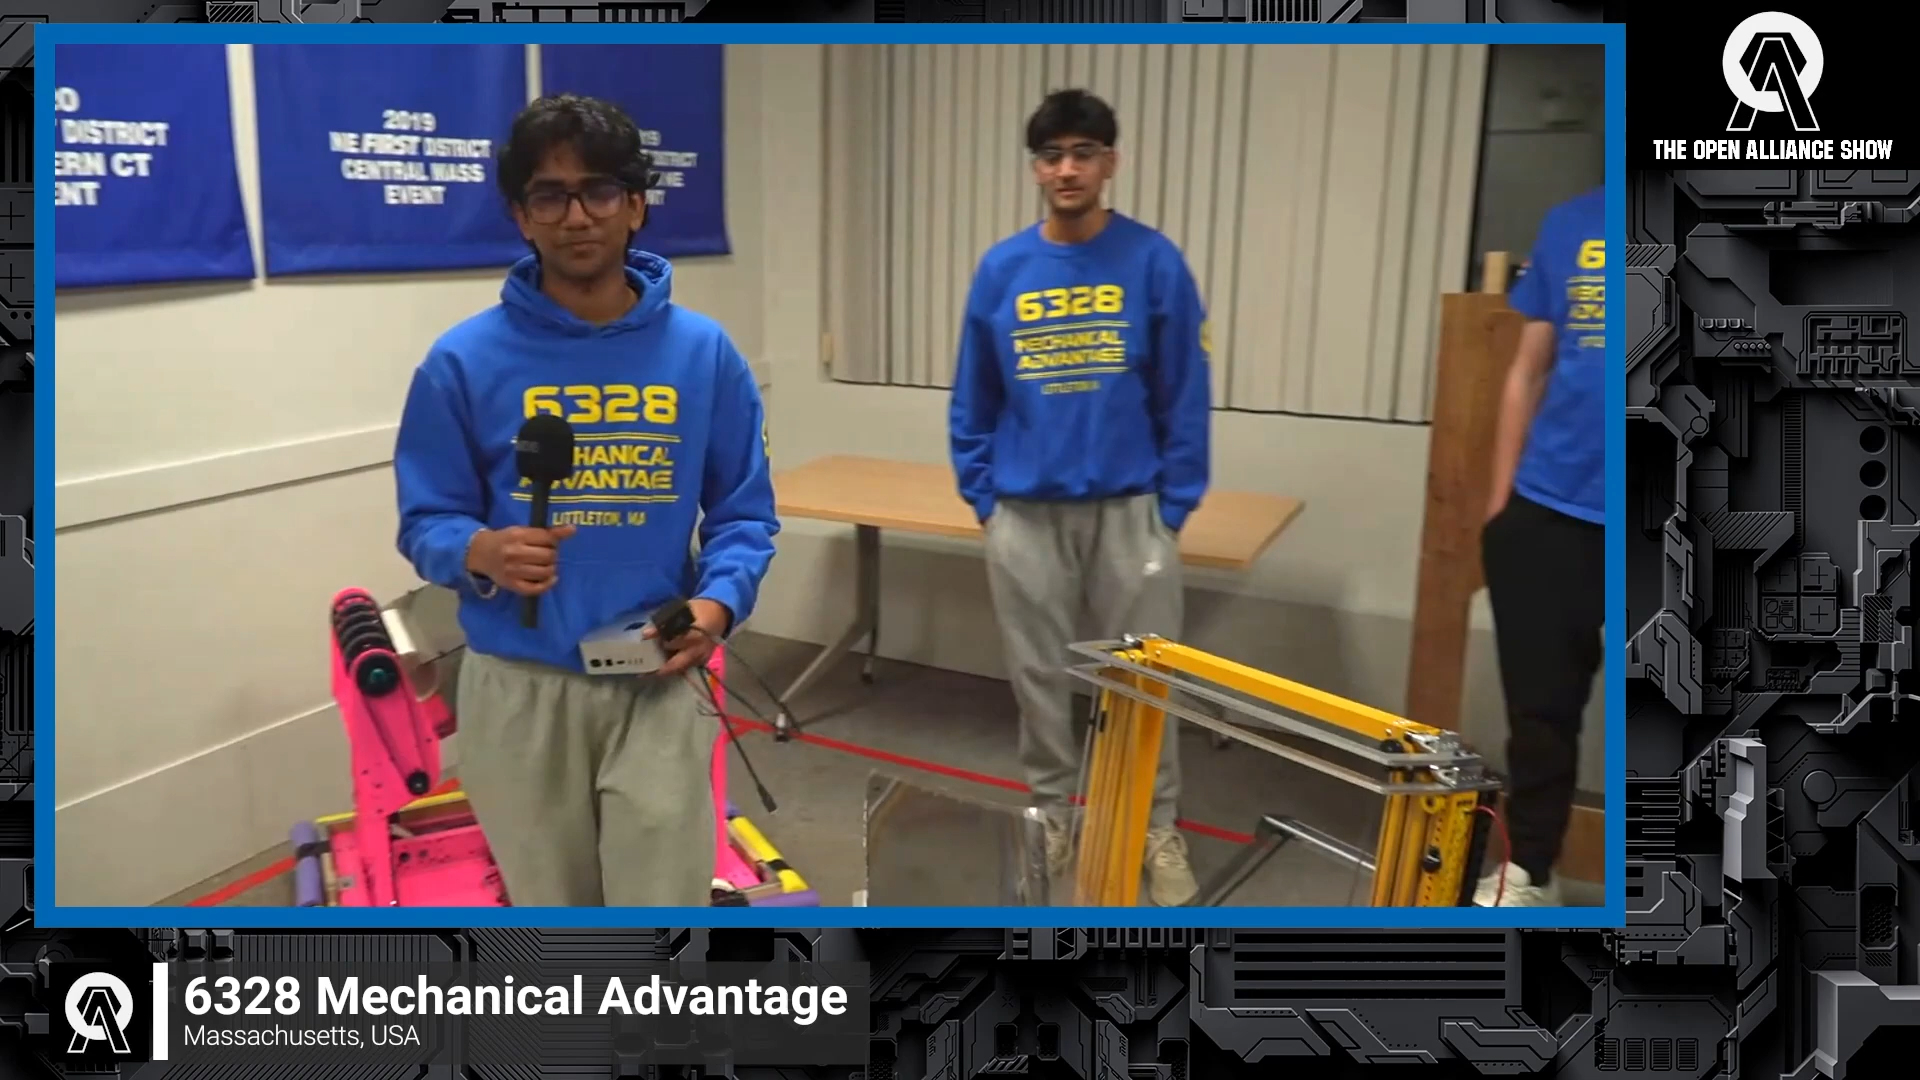 THE OPEN ALLIANCE SHOW
DISTRICT
ERN CT
2019
NE FIRST DISTRICT
CENTRAL MASS
EVENT
6328
MECHANICAL
ADVANTAGE
LITTLETON, MA
6328
MECHANICAL
ADVANTAGE
6328 Mechanical Advantage
Massachusetts, USA